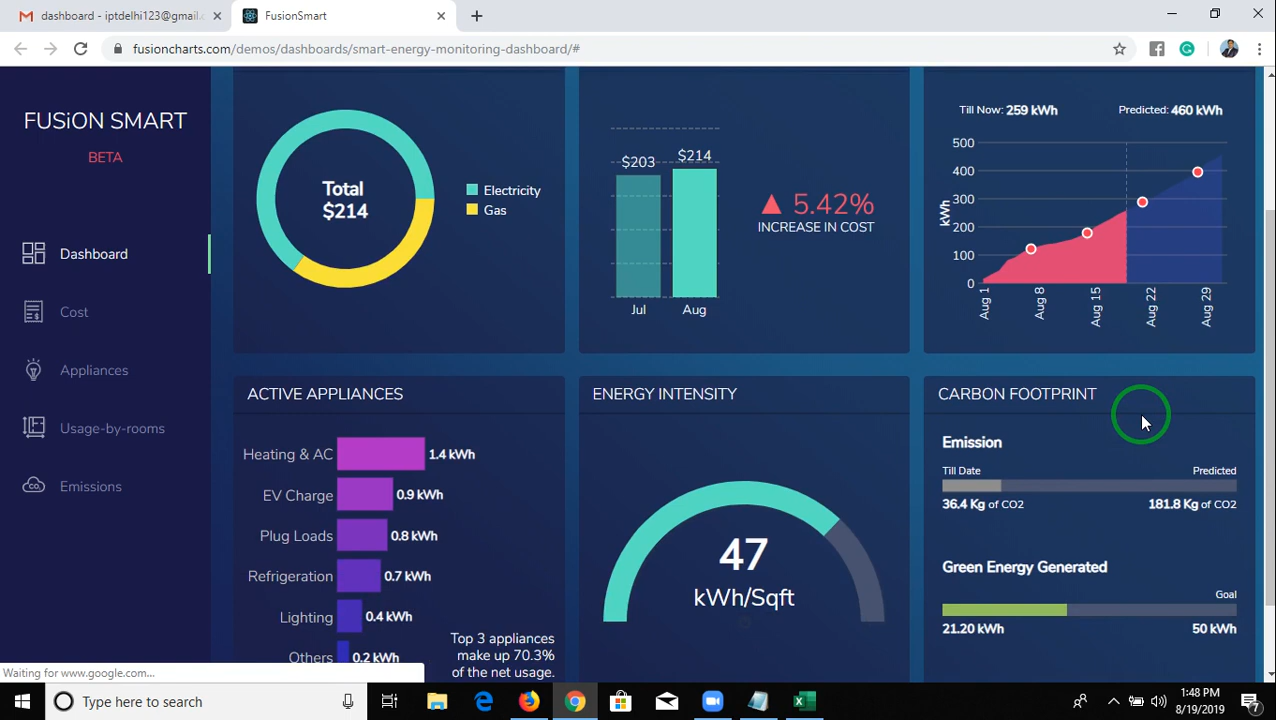 dashboard - iptdelhi123@gmail.c
FusionSmart
fusioncharts.com/demos/dashboards/smart-energy-monitoring-dashboard/#
FUSiON SMART
BETA
Dashboard
Cost
Appliances
Usage-by-rooms
Emissions
Total
$214
Electricity
Gas
$203
$214
Jul
Aug
5.42%
INCREASE IN COST
Till Now: 259 kWh
Predicted: 460 kWh
500
400
300
200
100
0
kWh
Aug 1
Aug 8
Aug 15
Aug 22
Aug 29
ACTIVE APPLIANCES
Heating & AC 1.4 kWh
EV Charge 0.9 kWh
Plug Loads 0.8 kWh
Refrigeration 0.7 kWh
Lighting 0.4 kWh
Others 0.2 kWh
Top 3 appliances
make up 70.3%
of the net usage.
ENERGY INTENSITY
47
kWh/Sqft
CARBON FOOTPRINT
Emission
Till Date
Predicted
36.4 Kg of CO2
181.8 Kg of CO2
Green Energy Generated
Goal
21.20 kWh
50 kWh
Waiting for www.google.com...
Type here to search
1:48 PM
8/19/2019
7